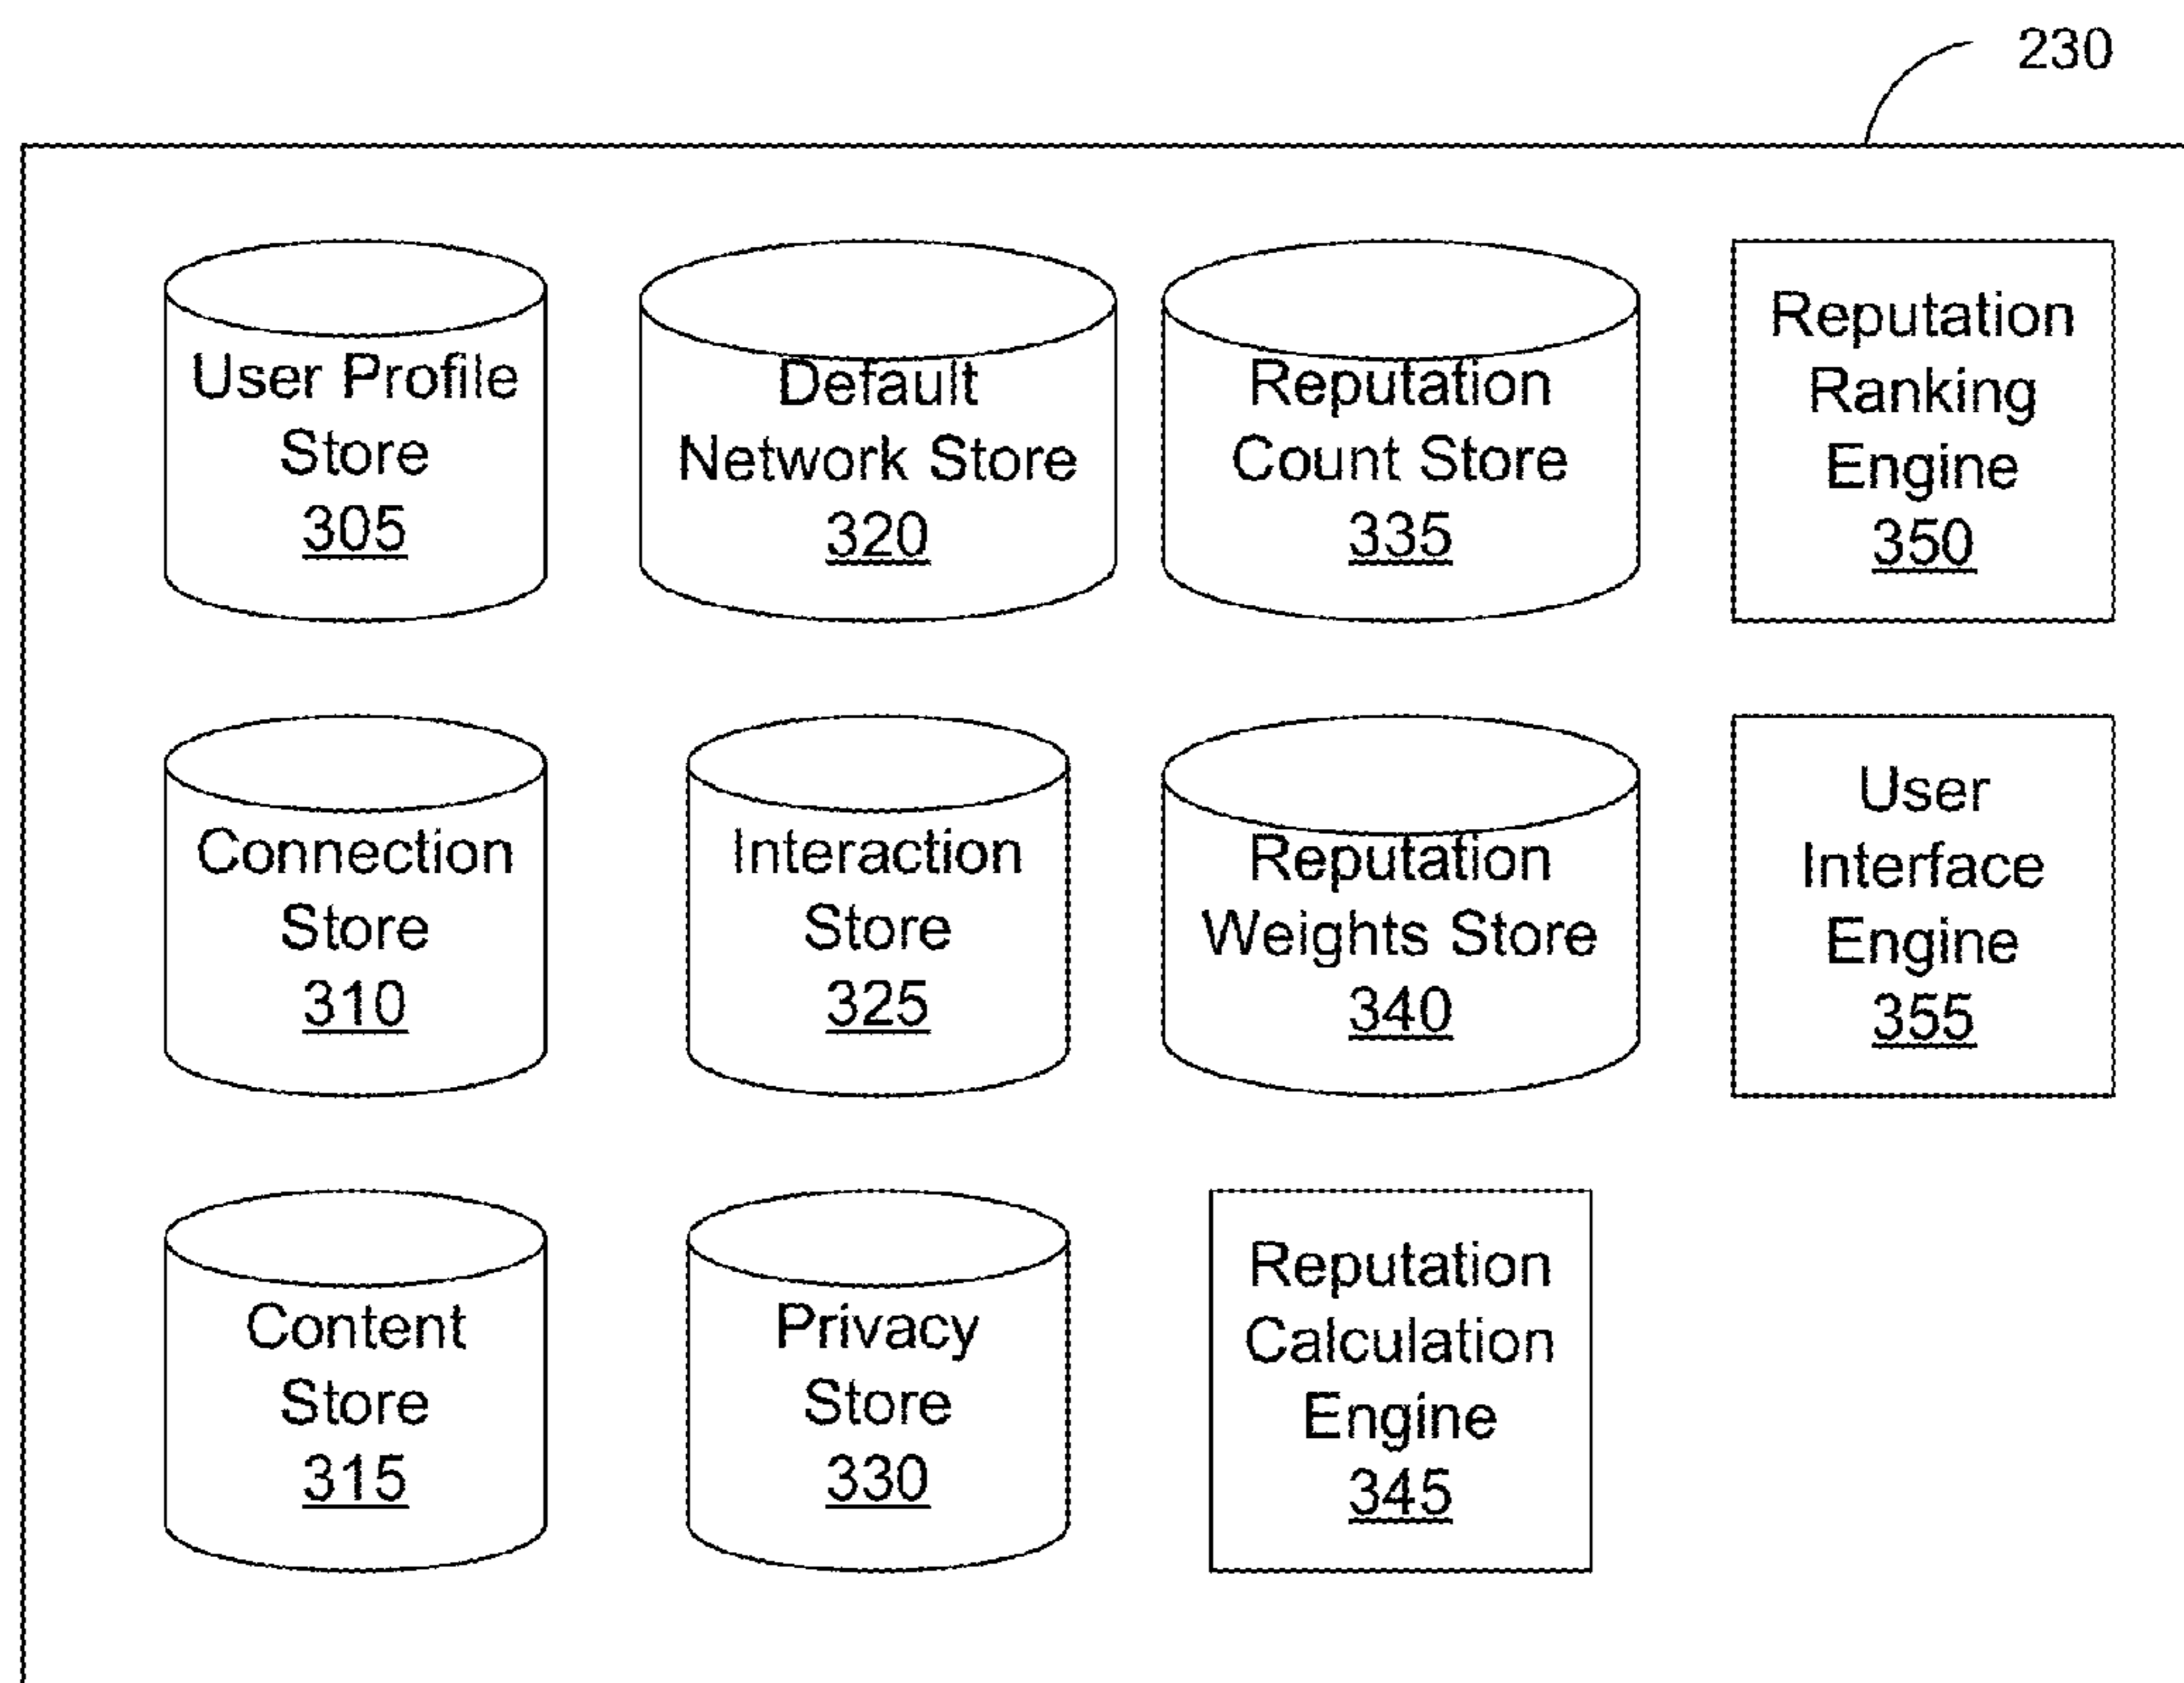 230
User Profile
Store
305
Default
Network Store
320
Reputation
Count Store
335
Reputation
Ranking
Engine
350
Connection
Store
310
Interaction
Store
325
Reputation
Weights Store
340
User
Interface
Engine
355
Content
Store
315
Privacy
Store
330
Reputation
Calculation
Engine
345